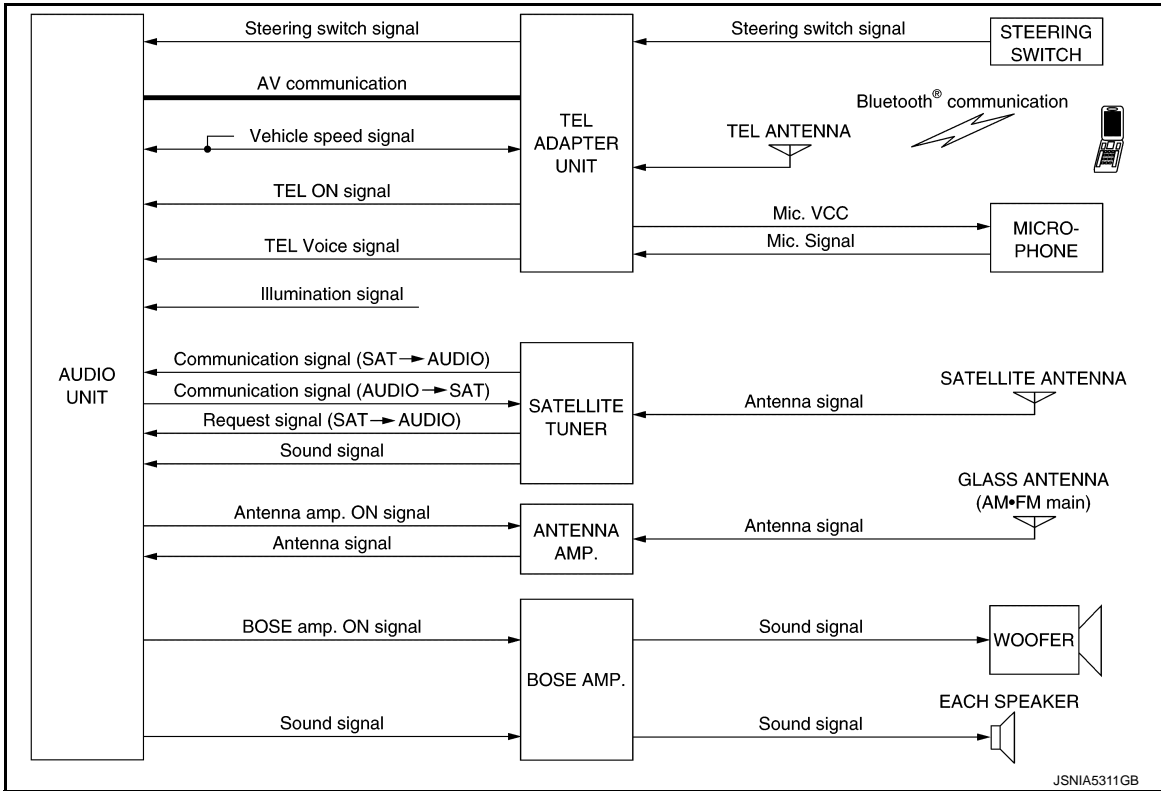 Steering switch signal
Steering switch signal
STEERING
SWITCH
AV communication
Bluetooth® communication
TEL
ADAPTER
UNIT
TEL ANTENNA
Vehicle speed signal
TEL ON signal
Mic. VCC
Mic. Signal
MICRO-
PHONE
TEL Voice signal
Illumination signal
AUDIO
UNIT
Communication signal (SAT→AUDIO)
Communication signal (AUDIO→SAT)
Request signal (SAT→AUDIO)
Sound signal
SATELLITE
TUNER
Antenna signal
SATELLITE ANTENNA
GLASS ANTENNA
(AM•FM main)
Antenna amp. ON signal
Antenna signal
ANTENNA
AMP.
Antenna signal
BOSE amp. ON signal
BOSE AMP.
Sound signal
WOOFER
EACH SPEAKER
Sound signal
Sound signal
JSNIA5311GB